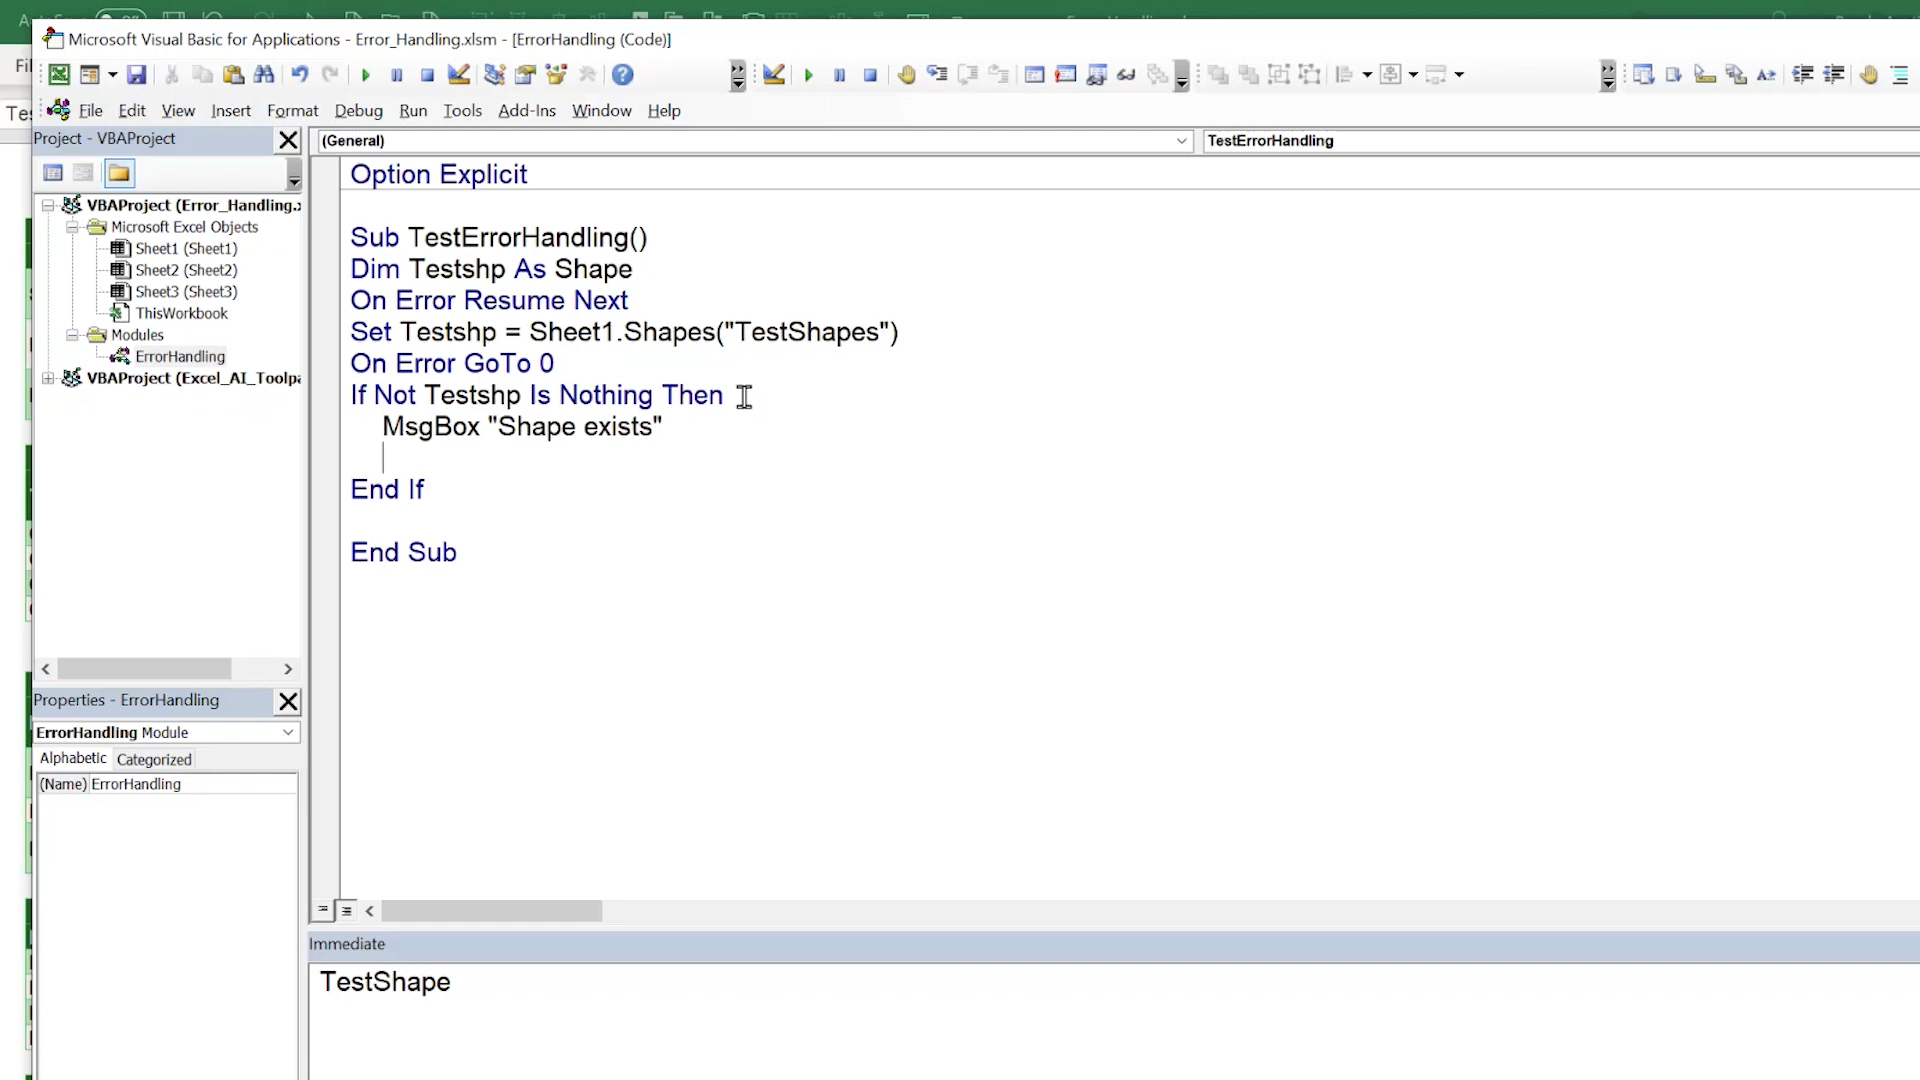 Microsoft Visual Basic for Applications - Error_Handling.xlsm - [ErrorHandling (Code)]
File Edit View Insert Format Debug Run Tools Add-Ins Window Help
Project - VBAProject
(General)
TestErrorHandling
VBAProject (Error_Handling.x
Microsoft Excel Objects
Sheet1 (Sheet1)
Sheet2 (Sheet2)
Sheet3 (Sheet3)
ThisWorkbook
Modules
ErrorHandling
VBAProject (Excel_AI_Toolpa
Option Explicit
Sub TestErrorHandling()
Dim Testshp As Shape
On Error Resume Next
Set Testshp = Sheet1.Shapes("TestShapes")
On Error GoTo 0
If Not Testshp Is Nothing Then
MsgBox "Shape exists"
End If
End Sub
Properties - ErrorHandling
ErrorHandling Module
Alphabetic Categorized
(Name) ErrorHandling
Immediate
TestShape